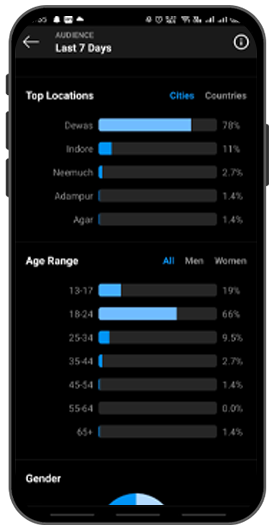 AUDIENCE
Last 7 Days
Top Locations Cities Countries
Dewas 78%
Indore 11%
Neemuch 2.7%
Adampur 1.4%
Agar 1.4%
Age Range All Men Women
13-17 19%
18-24 66%
25-34 9.5%
35-44 2.7%
45-54 1.4%
55-64 0.0%
65+ 1.4%
Gender